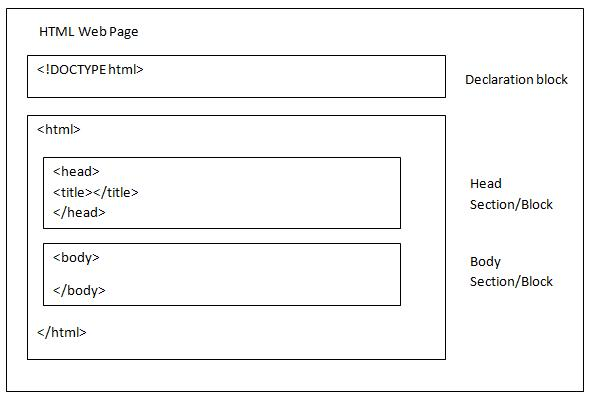 HTML Web Page
<!DOCTYPE html>
Declaration block
<html>
<head>
<title></title>
</head>
Head
Section/Block
<body>
</body>
Body
Section/Block
</html>